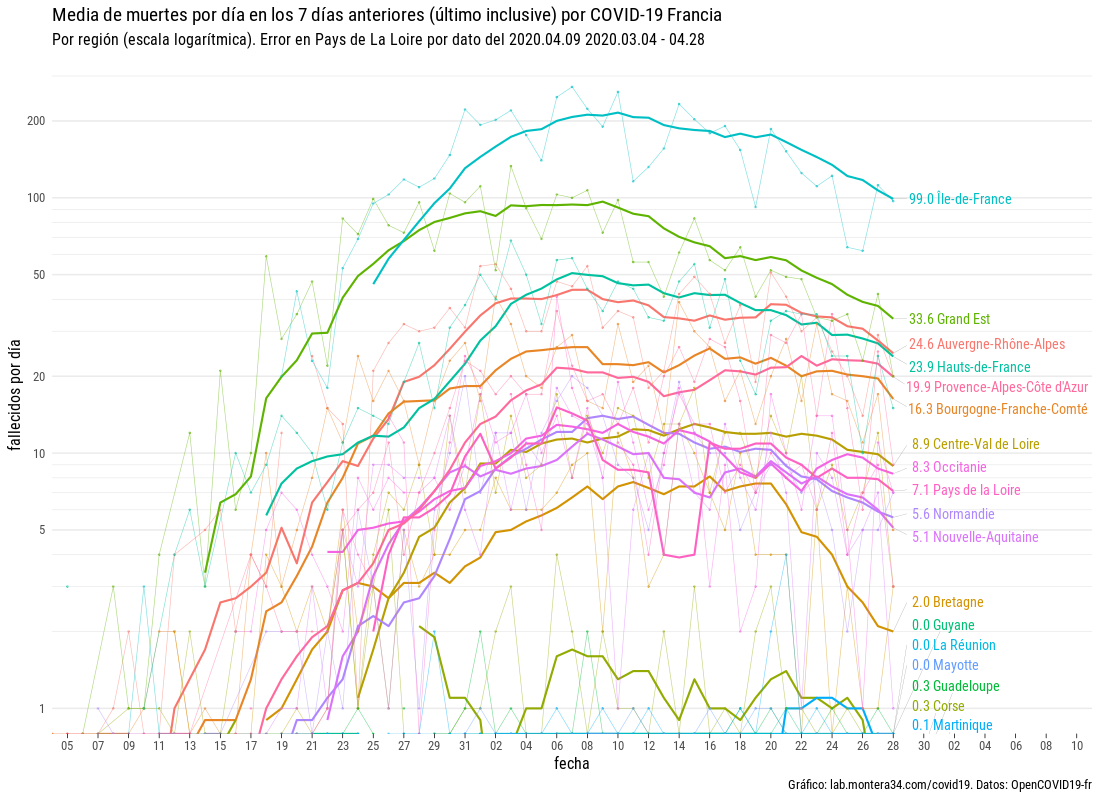 Media de muertes por día en los 7 días anteriores (último inclusive) por COVID-19 Francia
Por región (escala logarítmica). Error en Pays de La Loire por dato del 2020.04.09 2020.03.04 - 04.28
fallecidos por día
200
100
50
20
10
5
1
99.0 Île-de-France
33.6 Grand Est
24.6 Auvergne-Rhône-Alpes
23.9 Hauts-de-France
19.9 Provence-Alpes-Côte d'Azur
16.3 Bourgogne-Franche-Comté
8.9 Centre-Val de Loire
8.3 Occitanie
7.1 Pays de la Loire
5.6 Normandie
5.1 Nouvelle-Aquitaine
2.0 Bretagne
0.0 Guyane
0.0 La Réunion
0.0 Mayotte
0.3 Guadeloupe
0.3 Corse
0.1 Martinique
05 07 09 11 13 15 17 19 21 23 25 27 29 31 02 04 06 08 10 12 14 16 18 20 22 24 26 28 30 02 04 06 08 10
fecha
Gráfico: lab.montera34.com/covid19. Datos: OpenCOVID19-fr